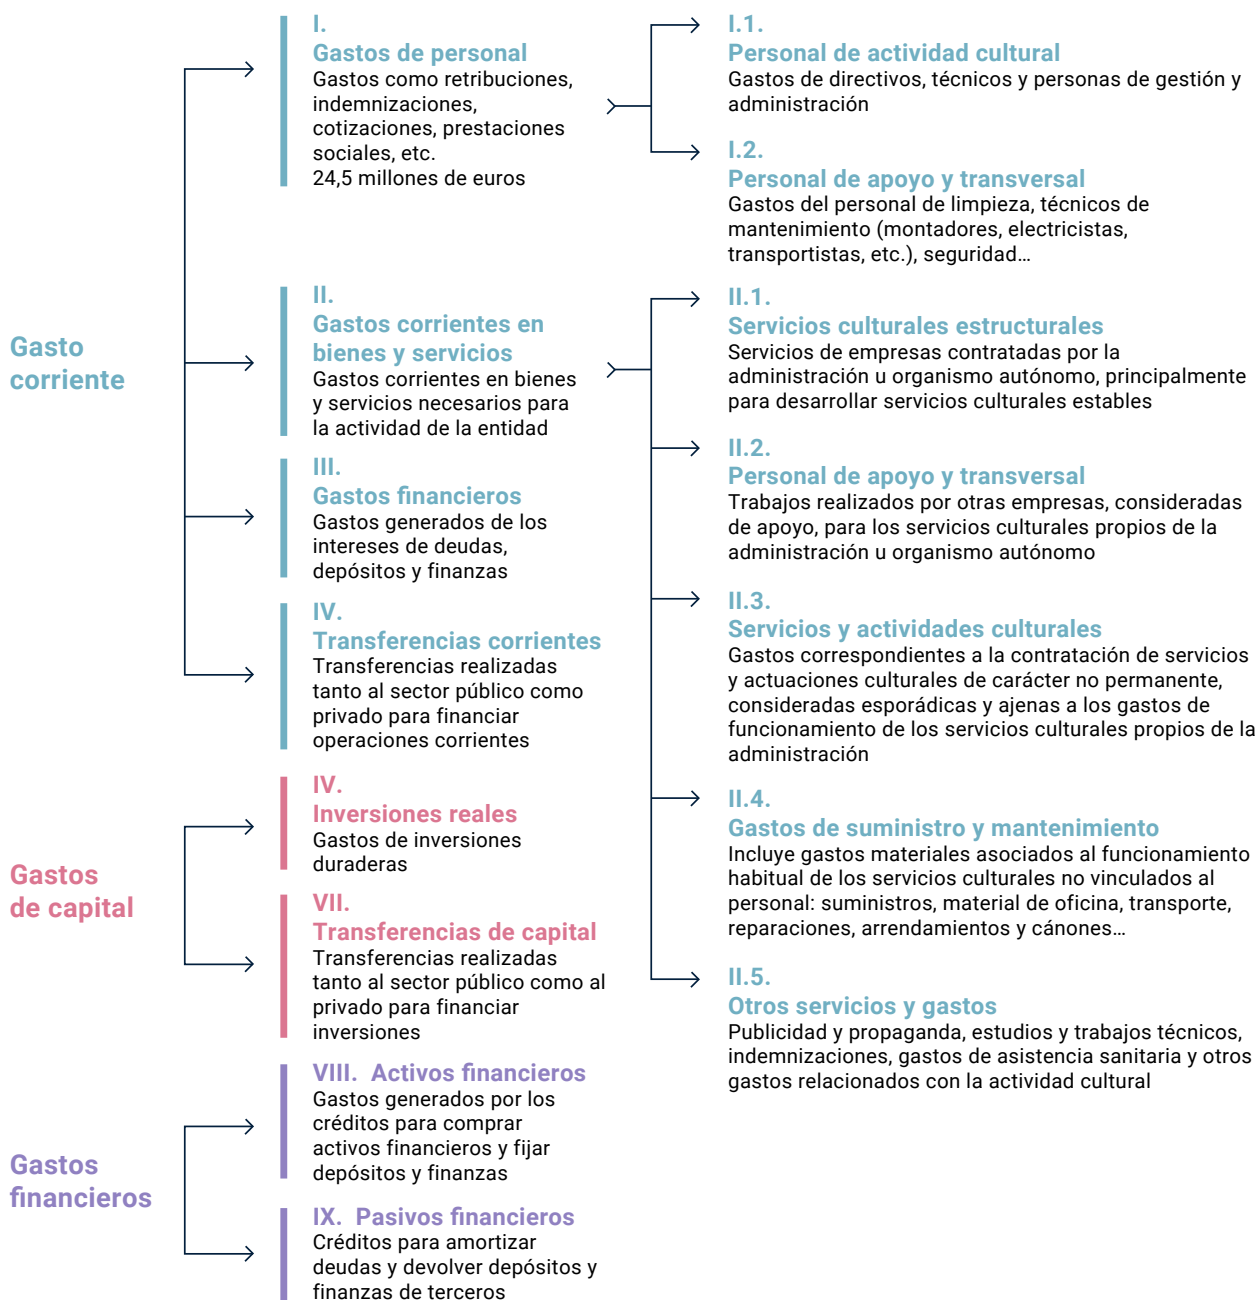 Gasto
corriente
I.
Gastos de personal
Gastos como retribuciones,
indemnizaciones,
cotizaciones, prestaciones
sociales, etc.
24,5 millones de euros
I.1.
Personal de actividad cultural
Gastos de directivos, técnicos y personas de gestión y
administración
I.2.
Personal de apoyo y transversal
Gastos del personal de limpieza, técnicos de
mantenimiento (montadores, electricistas,
transportistas, etc.), seguridad…
II.
Gastos corrientes en
bienes y servicios
Gastos corrientes en bienes
y servicios necesarios para
la actividad de la entidad
II.1.
Servicios culturales estructurales
Servicios de empresas contratadas por la
administración u organismo autónomo, principalmente
para desarrollar servicios culturales estables
II.2.
Personal de apoyo y transversal
Trabajos realizados por otras empresas, consideradas
de apoyo, para los servicios culturales propios de la
administración u organismo autónomo
II.3.
Servicios y actividades culturales
Gastos correspondientes a la contratación de servicios
y actuaciones culturales de carácter no permanente,
consideradas esporádicas y ajenas a los gastos de
funcionamiento de los servicios culturales propios de la
administración
II.4.
Gastos de suministro y mantenimiento
Incluye gastos materiales asociados al funcionamiento
habitual de los servicios culturales no vinculados al
personal: suministros, material de oficina, transporte,
reparaciones, arrendamientos y cánones…
II.5.
Otros servicios y gastos
Publicidad y propaganda, estudios y trabajos técnicos,
indemnizaciones, gastos de asistencia sanitaria y otros
gastos relacionados con la actividad cultural
III.
Gastos financieros
Gastos generados de los
intereses de deudas,
depósitos y finanzas
IV.
Transferencias corrientes
Transferencias realizadas
tanto al sector público como
privado para financiar
operaciones corrientes
Gastos
de capital
IV.
Inversiones reales
Gastos de inversiones
duraderas
VII.
Transferencias de capital
Transferencias realizadas
tanto al sector público como al
privado para financiar
inversiones
Gastos
financieros
VIII. Activos financieros
Gastos generados por los
créditos para comprar
activos financieros y fijar
depósitos y finanzas
IX. Pasivos financieros
Créditos para amortizar
deudas y devolver depósitos y
finanzas de terceros